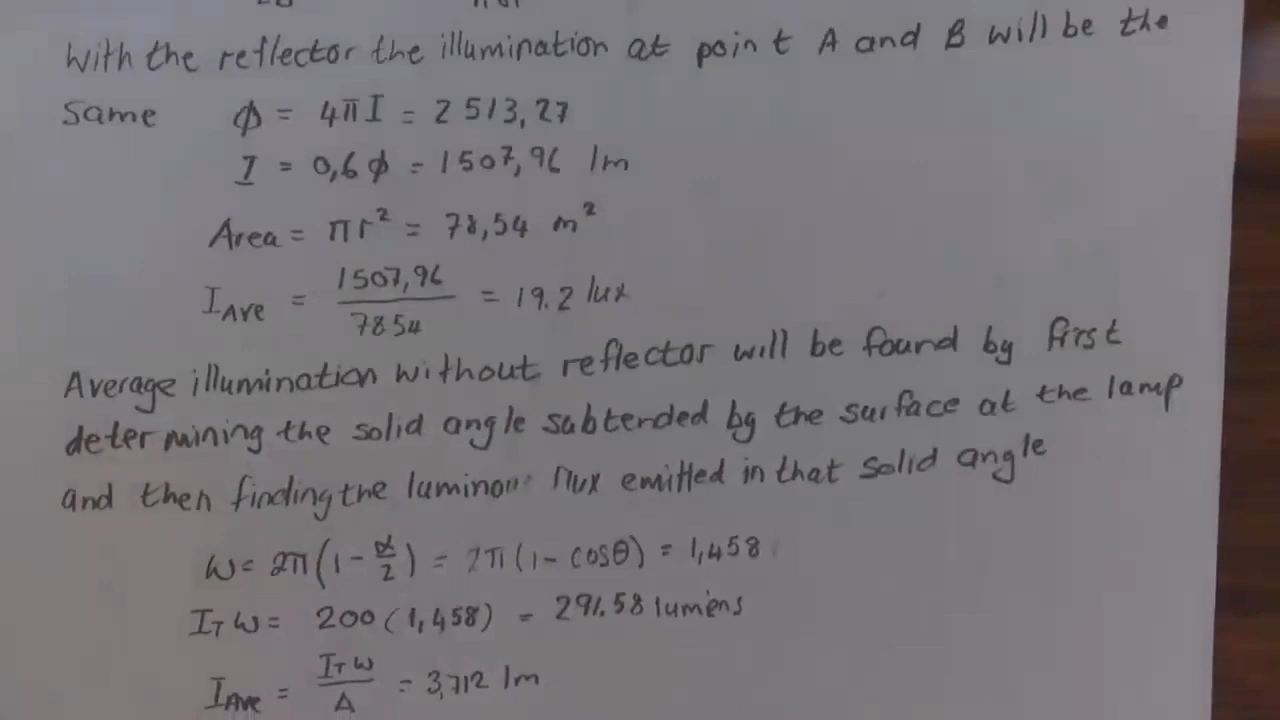 With the reflector the illumination at point A and B will be the
Same ϕ = 4πI = 2 513,27
I = 0,6ϕ = 1507,96 lm
Area = πr² = 78,54 m²
I_AVE = 1507,96 / 7854 = 19.2 lux
Average illumination without reflector will be found by first
determining the solid angle subtended by the surface at the lamp
and then finding the luminous flux emitted in that solid angle
W = 2π(1 - α/2) = 2π(1 - cosθ) = 1,458
I_T W = 200(1,458) = 291.58 lumens
I_Ave = I_T W / A = 3,712 lm